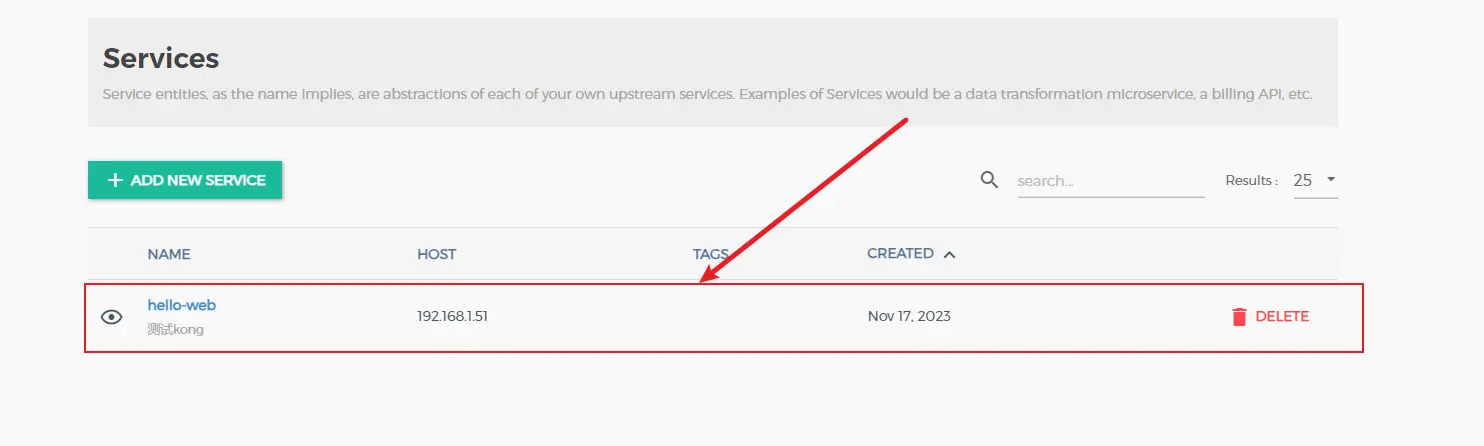 Services
Service entities, as the name implies, are abstractions of each of your own upstream services. Examples of Services would be a data transformation microservice, a billing API, etc.
ADD NEW SERVICE
search...
Results :
25
NAME HOST TAGS CREATED
hello-web
测试kong
192.168.1.51
Nov 17, 2023
DELETE